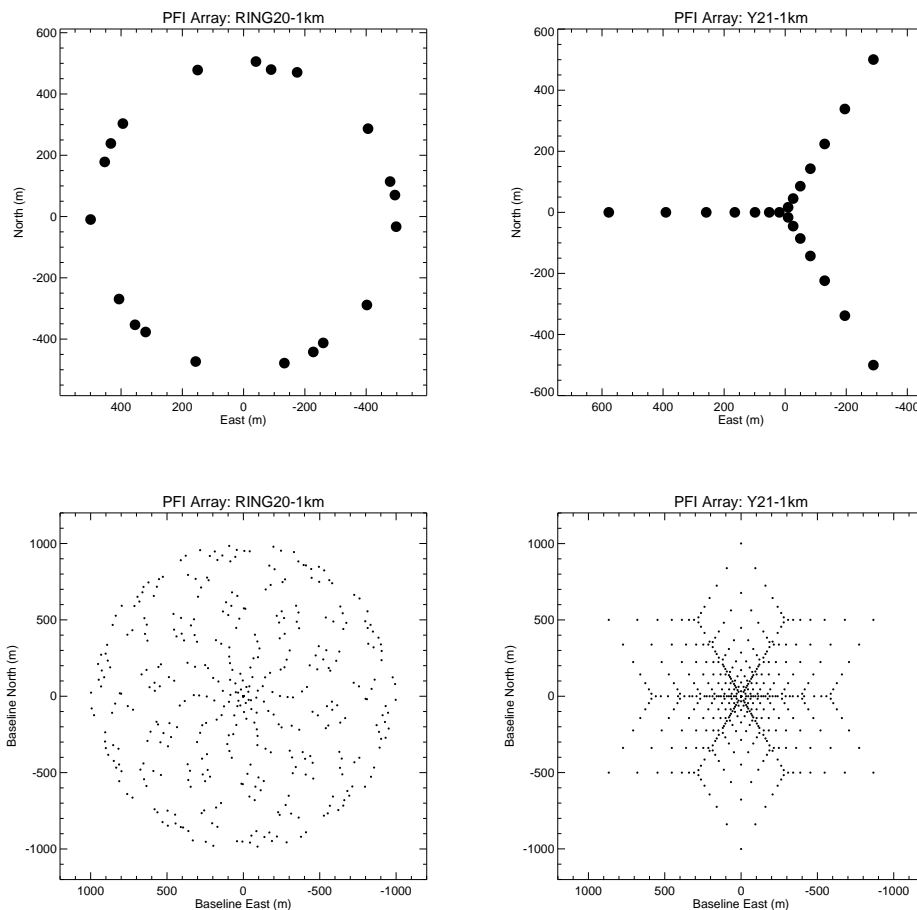 PFI Array: RING20-1km
600
400
200
0
-200
-400
North (m)
400 200 0 -200 -400
East (m)
PFI Array: Y21-1km
600
400
200
0
-200
-400
-600
North (m)
600 400 200 0 -200 -400
East (m)
PFI Array: RING20-1km
1000
500
0
-500
-1000
Baseline North (m)
1000 500 0 -500 -1000
Baseline East (m)
PFI Array: Y21-1km
1000
500
0
-500
-1000
Baseline North (m)
1000 500 0 -500 -1000
Baseline East (m)